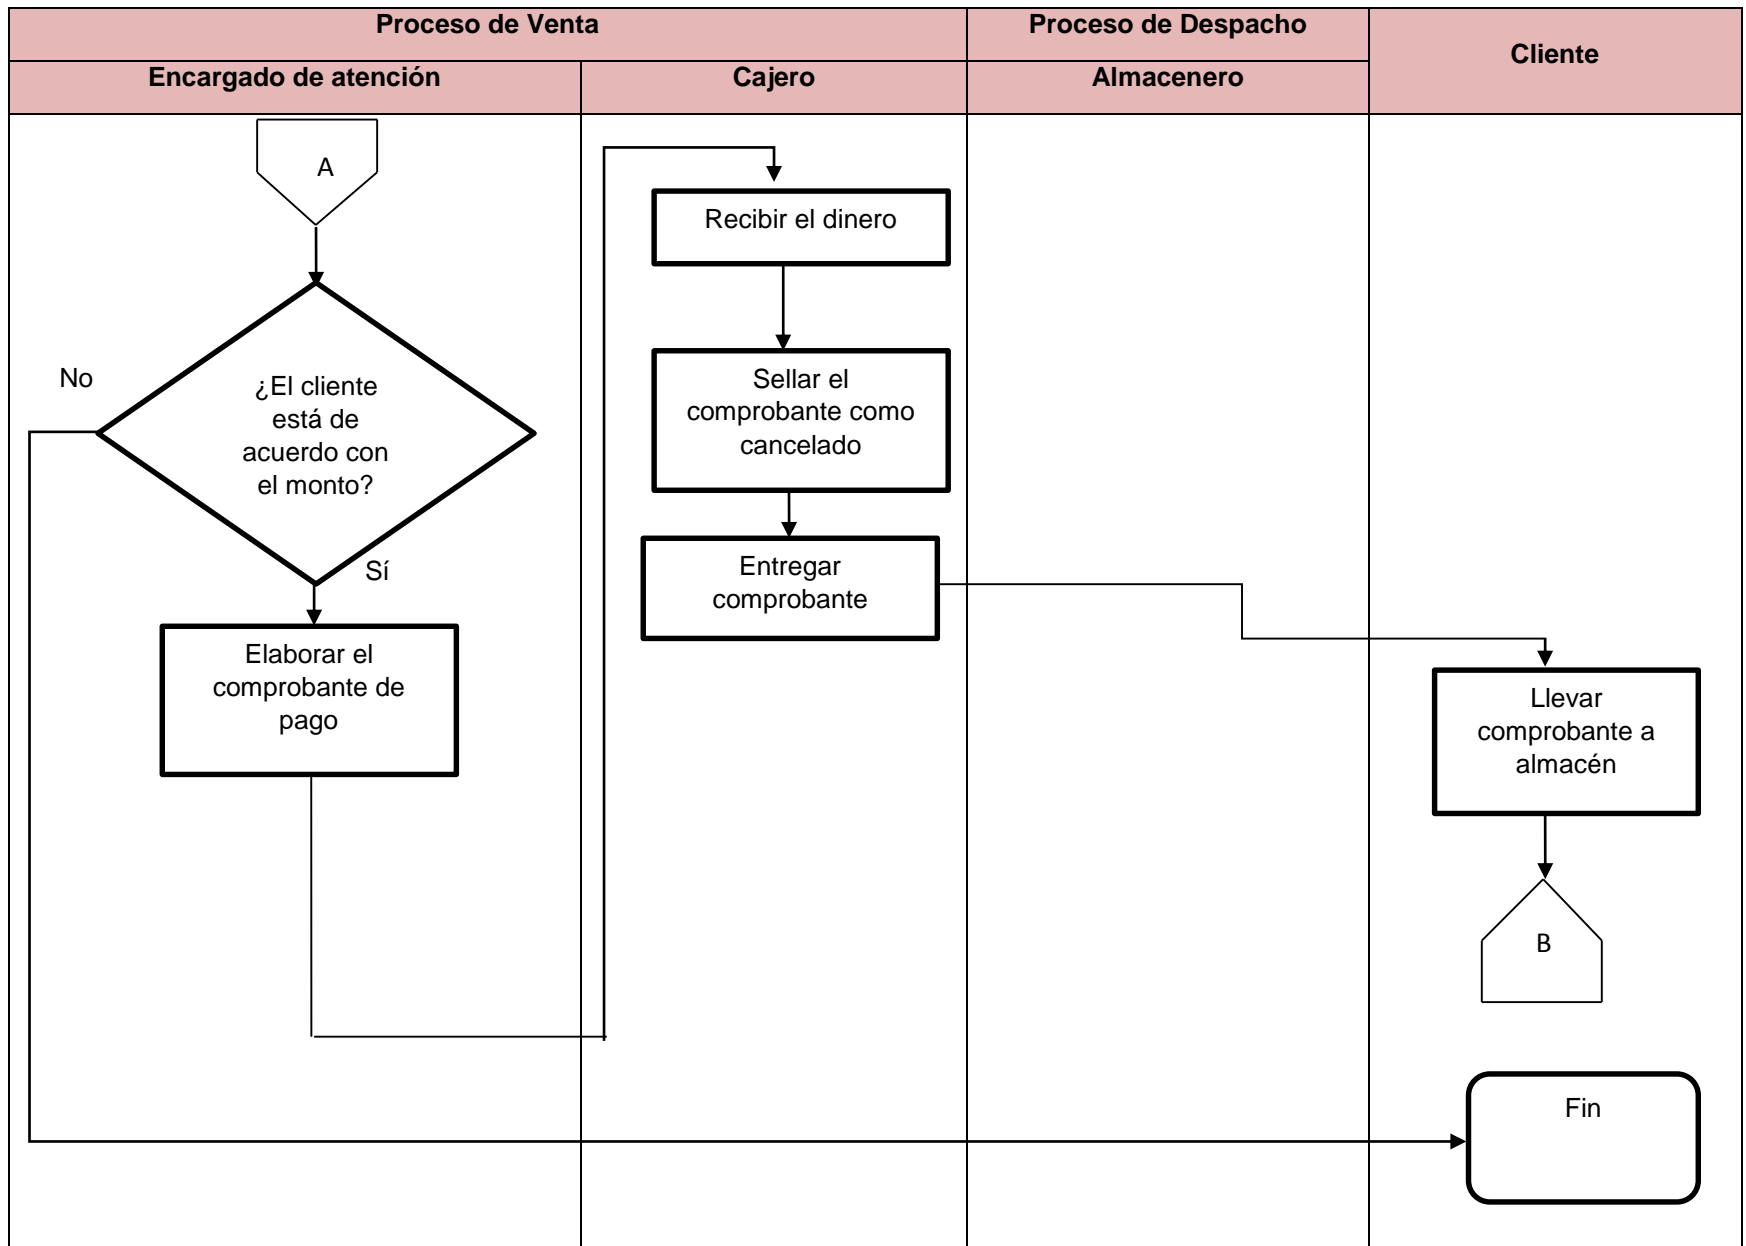 Proceso de Venta
Proceso de Despacho
Cliente
Encargado de atención
Cajero
Almacenero
A
No
¿El cliente
está de
acuerdo con
el monto?
Sí
Elaborar el
comprobante de
pago
Recibir el dinero
Sellar el
comprobante como
cancelado
Entregar
comprobante
Llevar
comprobante a
almacén
B
Fin